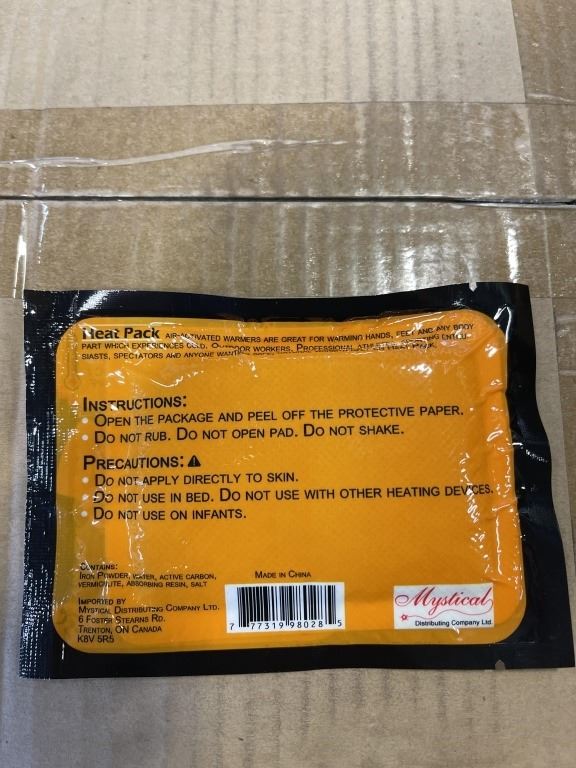 Heat Pack AIR-ACTIVATED WARMERS ARE GREAT FOR WARMING HANDS, FEET AND ANY BODY
PART WHICH EXPERIENCES COLD. OUTDOOR WORKERS, PROFESSIONAL ATHLETES
SIASTS, SPECTATORS AND ANYONE
INSTRUCTIONS:
• OPEN THE PACKAGE AND PEEL OFF THE PROTECTIVE PAPER.
• DO NOT RUB. DO NOT OPEN PAD. DO NOT SHAKE.
PRECAUTIONS:
• DO NOT APPLY DIRECTLY TO SKIN.
• DO NOT USE IN BED. DO NOT USE WITH OTHER HEATING DEVICES.
• DO NOT USE ON INFANTS.
CONTAINS:
IRON POWDER, WATER, ACTIVE CARBON,
VERMICULITE, ABSORBING RESIN, SALT
IMPORTED BY
MYSTICAL DISTRIBUTING COMPANY LTD.
6 FOSTER STEARNS RD.
TRENTON, ON CANADA
K8V 5R5
MADE IN CHINA
7 77319 98028 5
Mystical
Distributing Company Ltd.